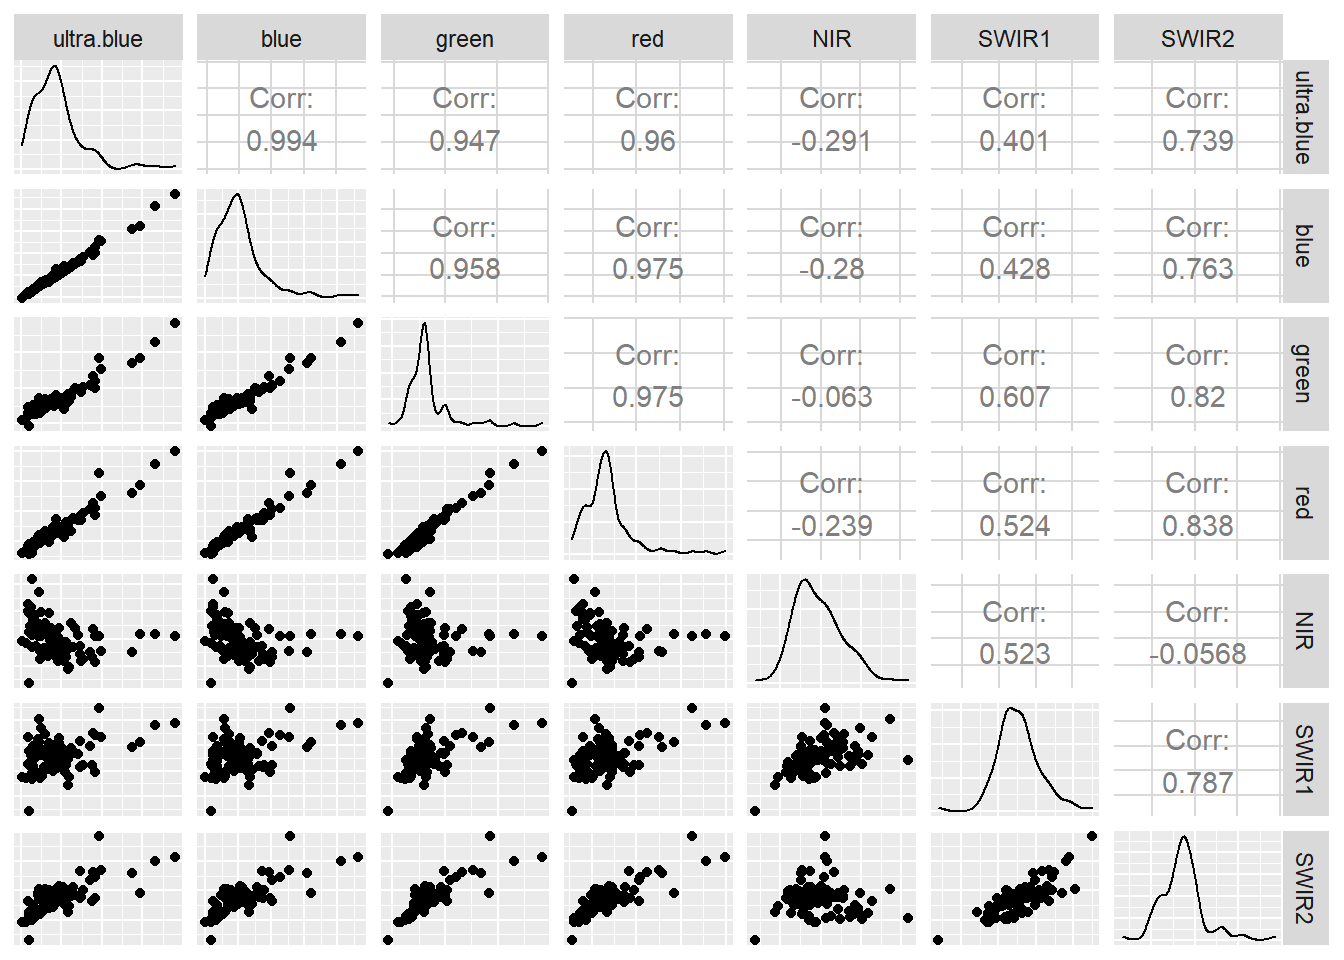 ultra.blue blue green red NIR SWIR1 SWIR2
Corr: Corr: Corr: Corr: Corr: Corr:
0.994 0.947 0.96 -0.291 0.401 0.739
ultra.blue
Corr: Corr: Corr: Corr: Corr:
0.958 0.975 -0.28 0.428 0.763
blue
Corr: Corr: Corr: Corr:
0.975 -0.063 0.607 0.82
green
Corr: Corr: Corr:
-0.239 0.524 0.838
red
Corr: Corr:
0.523 -0.0568
NIR
Corr:
0.787
SWIR1
SWIR2